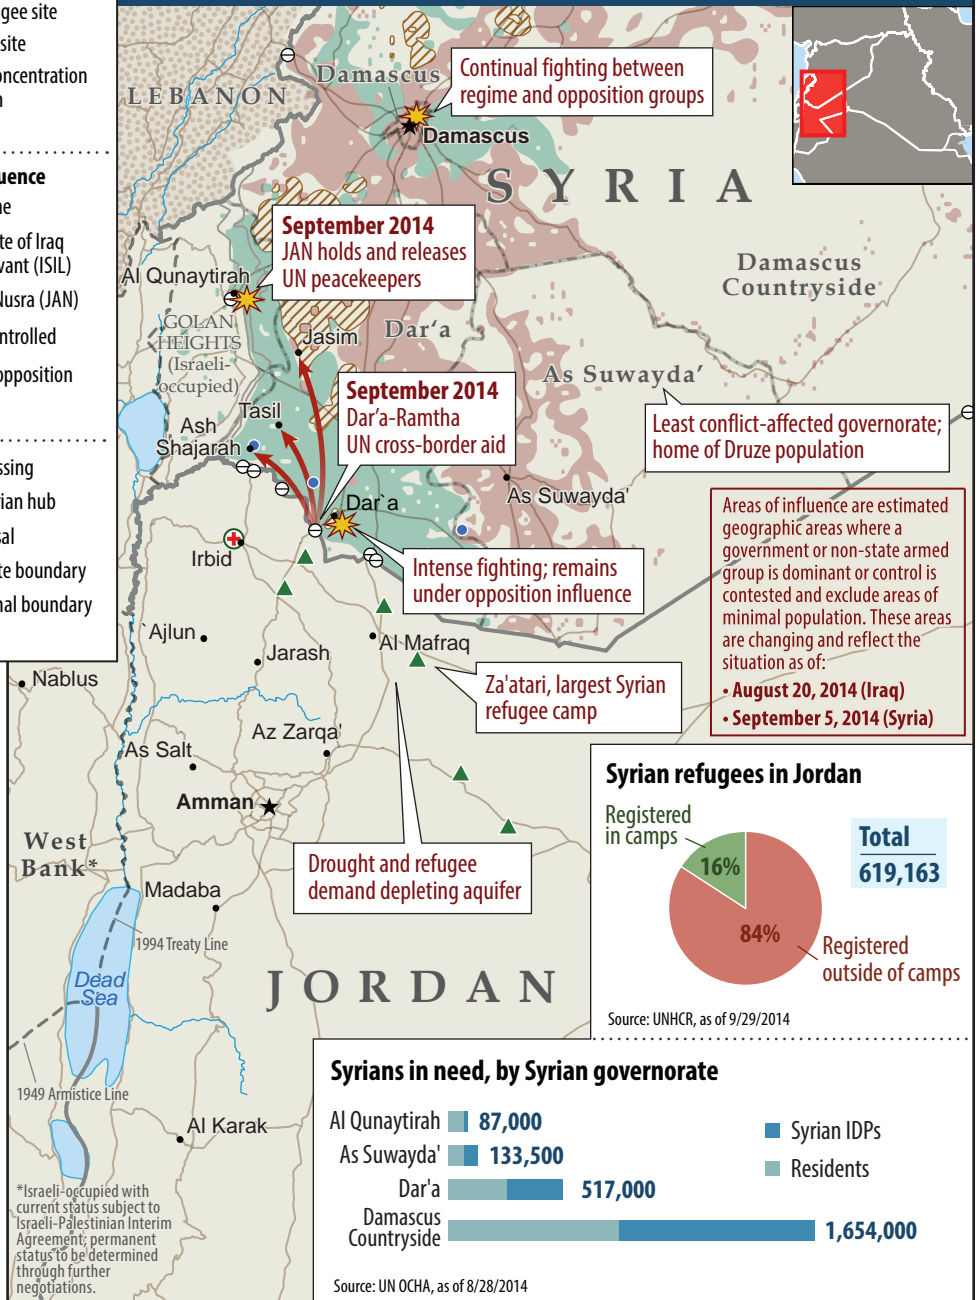 gee site
site
oncentration
n
uence
ne
te of Iraq
vant (ISIL)
Nusra (JAN)
ntrolled
opposition
ssing
rian hub
sal
te boundary
nal boundary
LEBANON
Damascus
Continual fighting between
regime and opposition groups
Damascus
SYRIA
September 2014
JAN holds and releases
UN peacekeepers
Al Qunaytirah
Damascus
Countryside
GOLAN
HEIGHTS
(Israeli-
occupied)
Jasim
Dar'a
As Suwayda'
September 2014
Dar'a-Ramtha
UN cross-border aid
Tasil
Ash
Shajarah
Least conflict-affected governorate;
home of Druze population
As Suwayda'
Dar`a
Areas of influence are estimated
geographic areas where a
government or non-state armed
group is dominant or control is
contested and exclude areas of
minimal population. These areas
are changing and reflect the
situation as of:
• August 20, 2014 (Iraq)
• September 5, 2014 (Syria)
Irbid
Intense fighting; remains
under opposition influence
`Ajlun
Jarash
Al Mafraq
Nablus
Za'atari, largest Syrian
refugee camp
Az Zarqa'
As Salt
Amman
West
Bank*
Drought and refugee
demand depleting aquifer
Madaba
1994 Treaty Line
Dead
Sea
JORDAN
1949 Armistice Line
Al Karak
*Israeli-occupied with
current status subject to
Israeli-Palestinian Interim
Agreement; permanent
status to be determined
through further
negotiations.
Syrian refugees in Jordan
Registered
in camps
16%
84%
Registered
outside of camps
Total
619,163
Source: UNHCR, as of 9/29/2014
Syrians in need, by Syrian governorate
Al Qunaytirah 87,000
As Suwayda' 133,500
Dar'a 517,000
Damascus
Countryside 1,654,000
Syrian IDPs
Residents
Source: UN OCHA, as of 8/28/2014